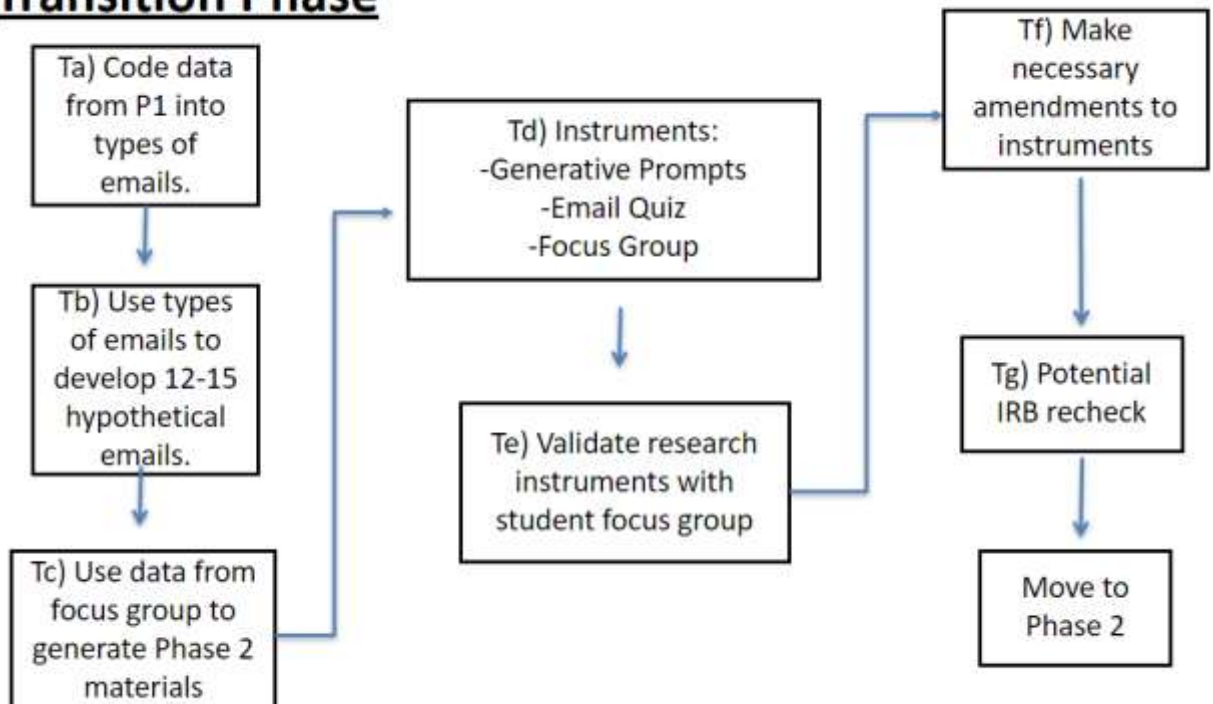 Transition Phase
Ta) Code data
from P1 into
types of
emails.
Tb) Use types
of emails to
develop 12-15
hypothetical
emails.
Tc) Use data from
focus group to
generate Phase 2
materials
Td) Instruments:
-Generative Prompts
-Email Quiz
-Focus Group
Te) Validate research
instruments with
student focus group
Tf) Make
necessary
amendments to
instruments
Tg) Potential
IRB recheck
Move to
Phase 2